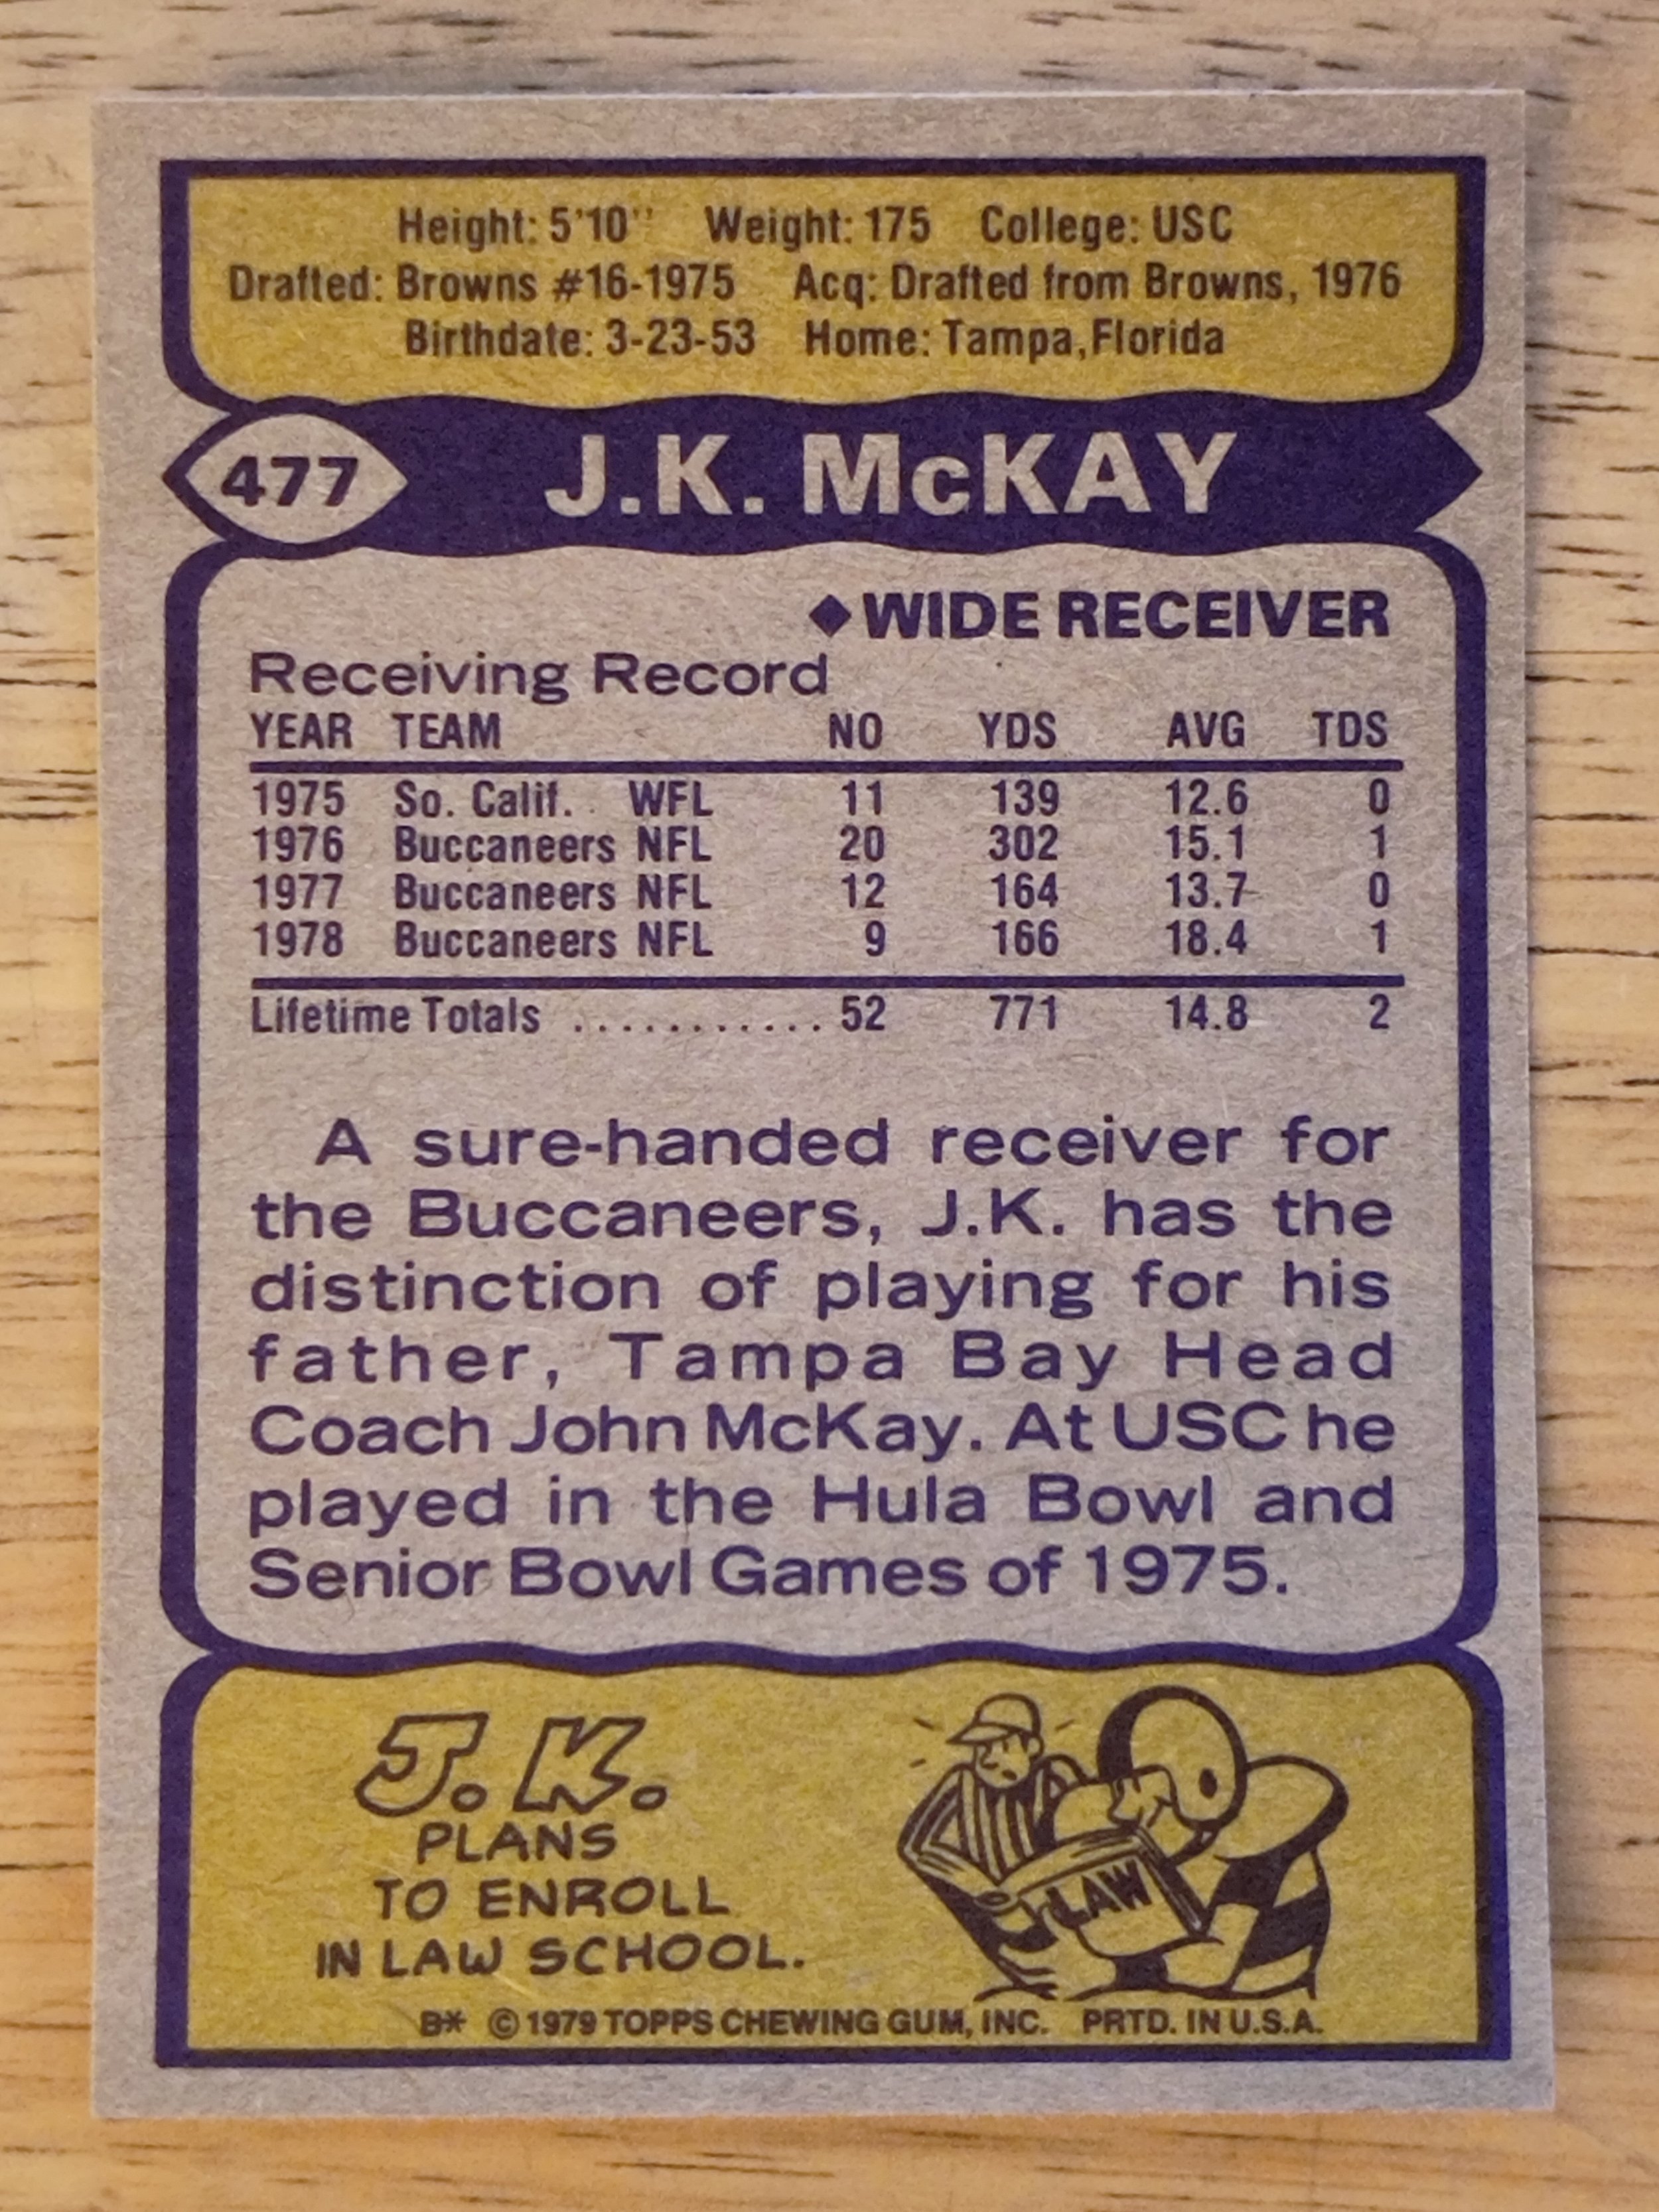 Height: 5'10'' Weight: 175 College: USC
Drafted: Browns #16-1975 Acq: Drafted from Browns, 1976
Birthdate: 3-23-53 Home: Tampa, Florida
477 J.K. McKAY
◆WIDE RECEIVER
Receiving Record
YEAR TEAM NO YDS AVG TDS
1975 So. Calif. WFL 11 139 12.6 0
1976 Buccaneers NFL 20 302 15.1 1
1977 Buccaneers NFL 12 164 13.7 0
1978 Buccaneers NFL 9 166 18.4 1
Lifetime Totals ............ 52 771 14.8 2
A sure-handed receiver for
the Buccaneers, J.K. has the
distinction of playing for his
father, Tampa Bay Head
Coach John McKay. At USC he
played in the Hula Bowl and
Senior Bowl Games of 1975.
J.K.
PLANS
TO ENROLL
IN LAW SCHOOL.
LAW
B* © 1979 TOPPS CHEWING GUM, INC. PRTD. IN U.S.A.